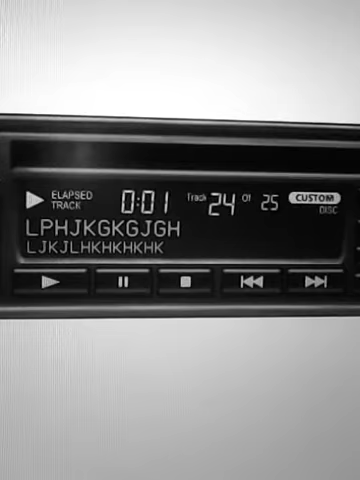 ELAPSED TRACK 0:01 Track 24 Of 25 CUSTOM DISC
LPHJKGKGJGH
LJKJLHKHKHKHK